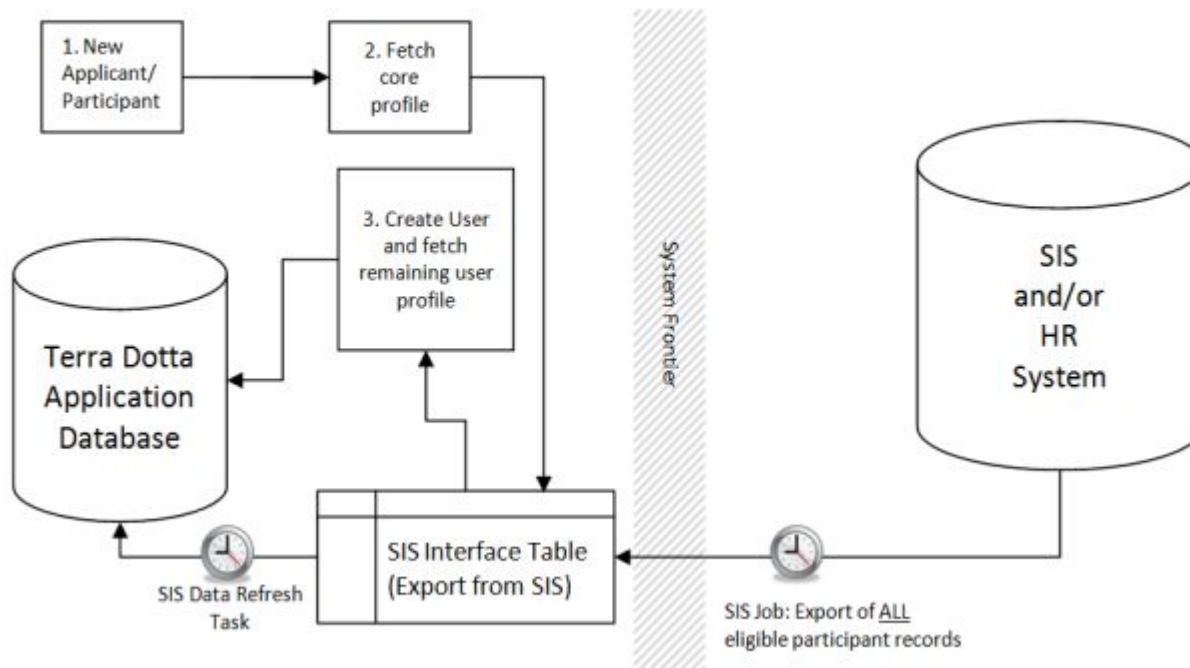 1. New
Applicant/
Participant
2. Fetch
core
profile
3. Create User
and fetch
remaining user
profile
Terra Dotta
Application
Database
SIS Interface Table
(Export from SIS)
SIS Data Refresh
Task
System Frontier
SIS
and/or
HR
System
SIS Job: Export of ALL
eligible participant records